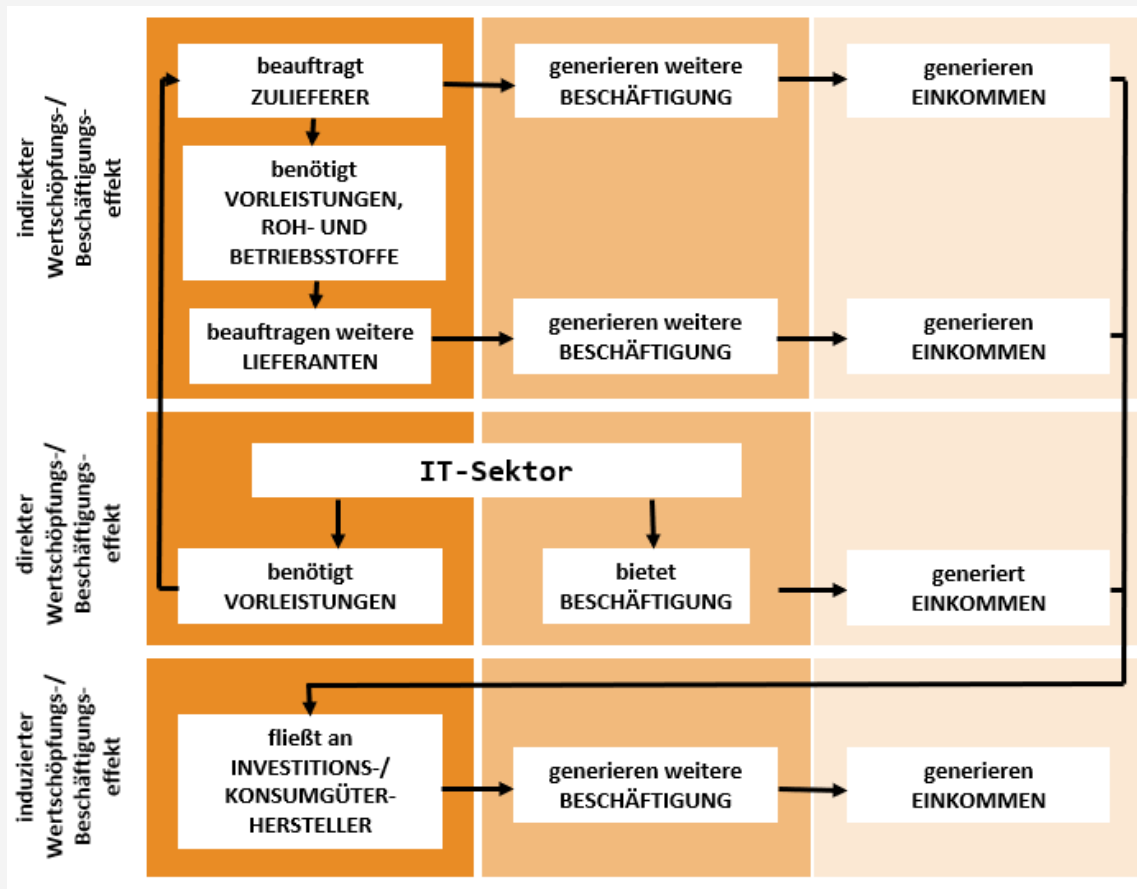 indirekter
Wertschöpfungs-/
Beschäftigungs-
effekt
beauftragt
ZULIEFERER
generieren weitere
BESCHÄFTIGUNG
generieren
EINKOMMEN
benötigt
VORLEISTUNGEN,
ROH- UND
BETRIEBSSTOFFE
beauftragen weitere
LIEFERANTEN
generieren weitere
BESCHÄFTIGUNG
generieren
EINKOMMEN
direkter
Wertschöpfungs-/
Beschäftigungs-
effekt
IT-Sektor
benötigt
VORLEISTUNGEN
bietet
BESCHÄFTIGUNG
generiert
EINKOMMEN
induzierter
Wertschöpfungs-/
Beschäftigungs-
effekt
fließt an
INVESTITIONS-/
KONSUMGÜTER-
HERSTELLER
generieren weitere
BESCHÄFTIGUNG
generieren
EINKOMMEN